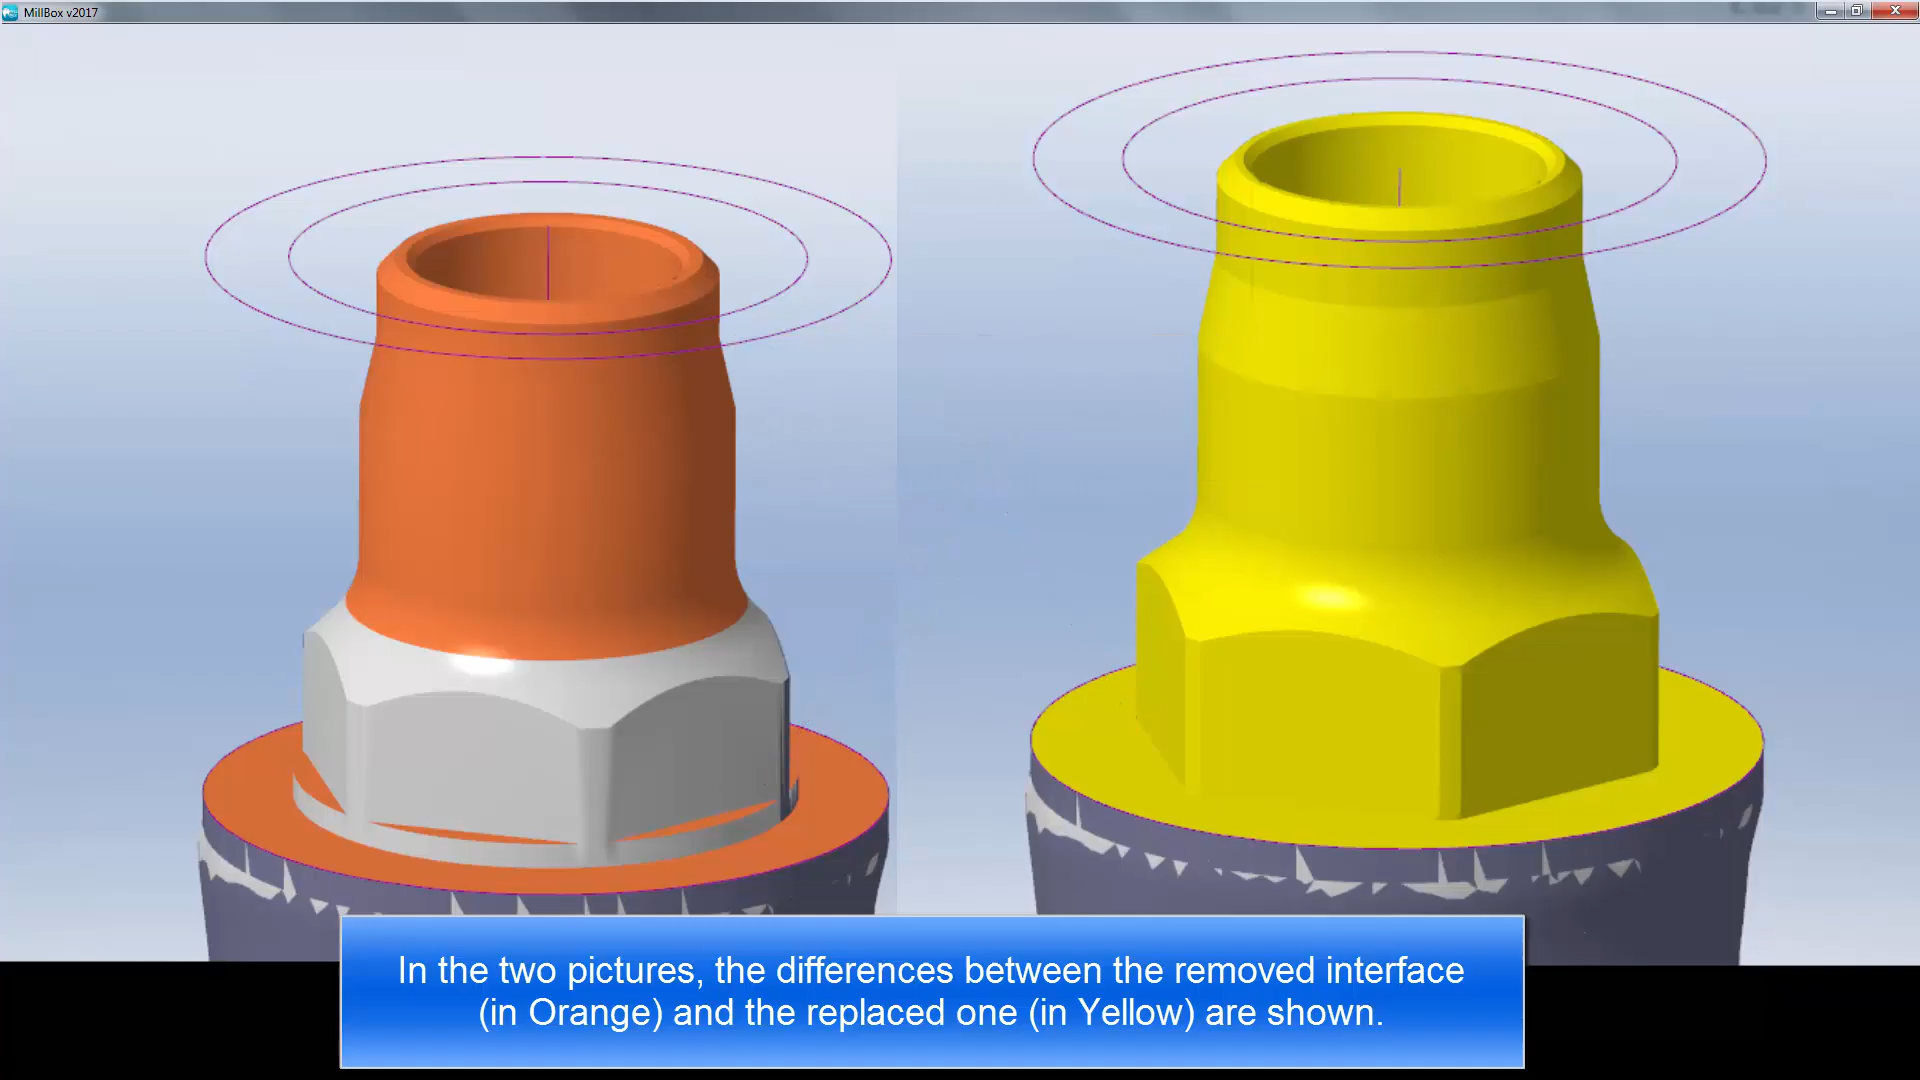 MillBox v2017
In the two pictures, the differences between the removed interface
(in Orange) and the replaced one (in Yellow) are shown.